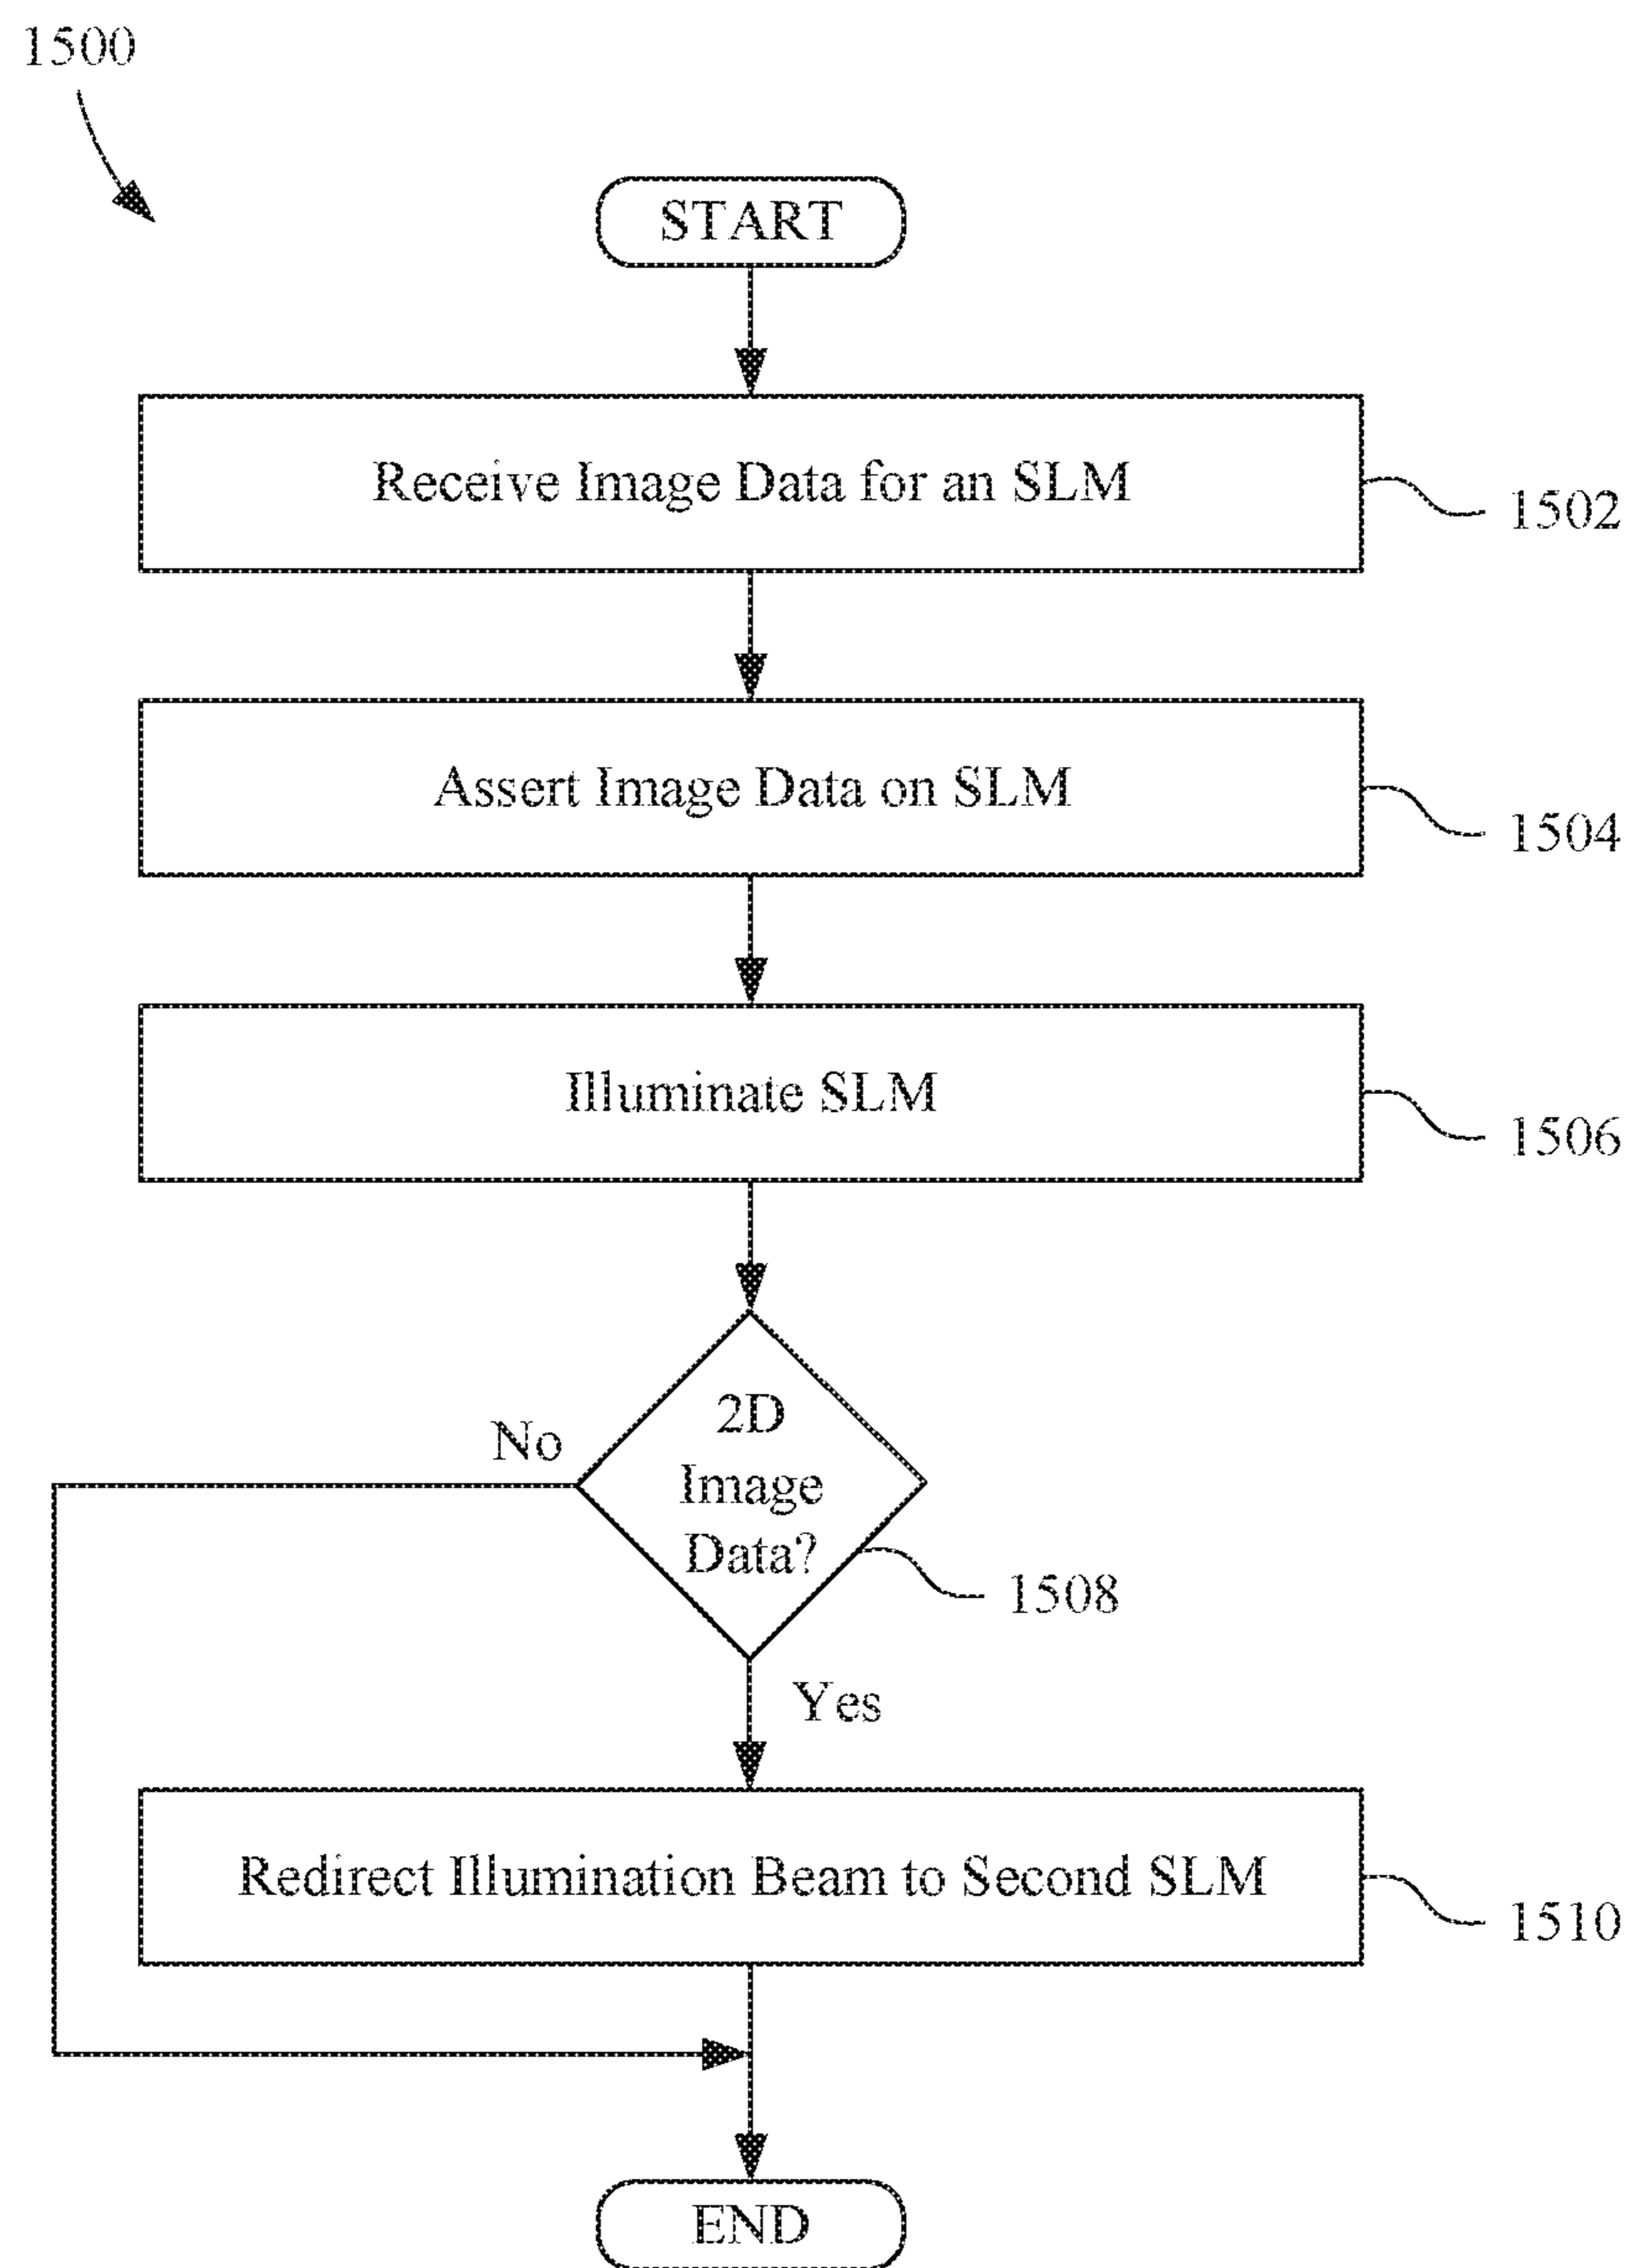 1500
START
Receive Image Data for an SLM
1502
Assert Image Data on SLM
1504
Illuminate SLM
1506
2D
Image
Data?
No
1508
Yes
Redirect Illumination Beam to Second SLM
1510
END